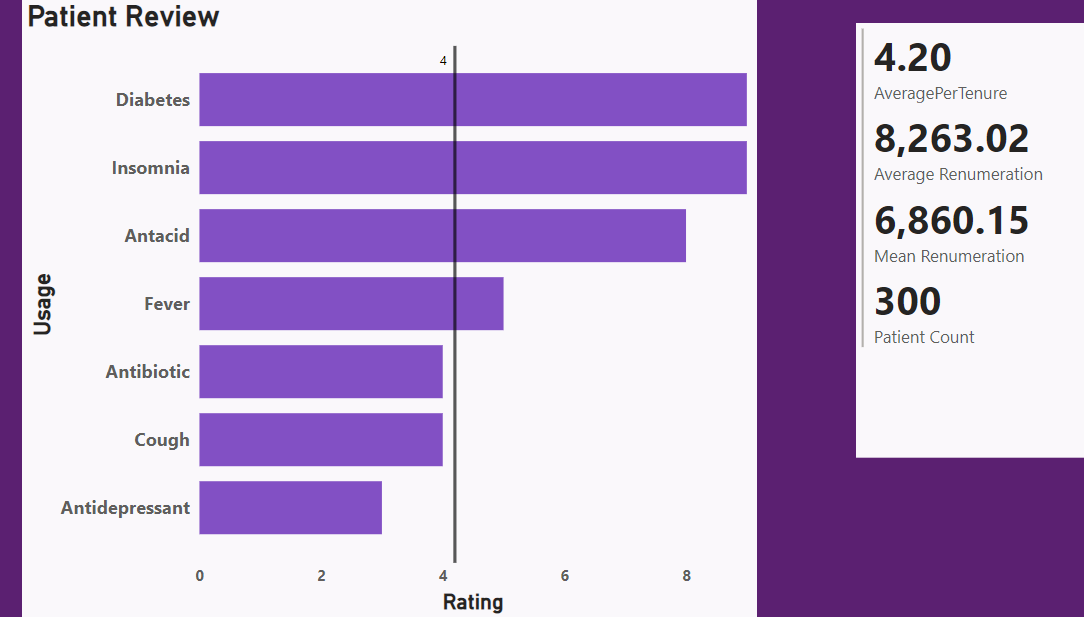 Patient Review
4
Diabetes
Insomnia
Antacid
Fever
Antibiotic
Cough
Antidepressant
Usage
0 2 4 6 8
Rating
4.20
AveragePerTenure
8,263.02
Average Renumeration
6,860.15
Mean Renumeration
300
Patient Count